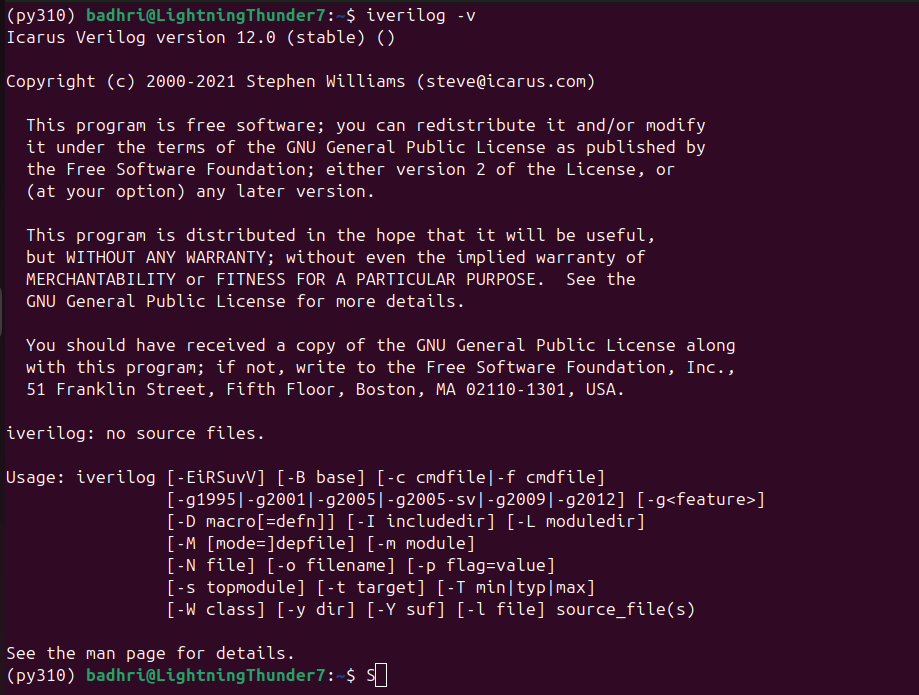 (py310) badhri@LightningThunder7:~$ iverilog -v
Icarus Verilog version 12.0 (stable) ()

Copyright (c) 2000-2021 Stephen Williams (steve@icarus.com)

  This program is free software; you can redistribute it and/or modify
  it under the terms of the GNU General Public License as published by
  the Free Software Foundation; either version 2 of the License, or
  (at your option) any later version.

  This program is distributed in the hope that it will be useful,
  but WITHOUT ANY WARRANTY; without even the implied warranty of
  MERCHANTABILITY or FITNESS FOR A PARTICULAR PURPOSE.  See the
  GNU General Public License for more details.

  You should have received a copy of the GNU General Public License along
  with this program; if not, write to the Free Software Foundation, Inc.,
  51 Franklin Street, Fifth Floor, Boston, MA 02110-1301, USA.

iverilog: no source files.

Usage: iverilog [-EiRSuvV] [-B base] [-c cmdfile|-f cmdfile]
                [-g1995|-g2001|-g2005|-g2005-sv|-g2009|-g2012] [-g<feature>]
                [-D macro[=defn]] [-I includedir] [-L moduledir]
                [-M [mode=]depfile] [-m module]
                [-N file] [-o filename] [-p flag=value]
                [-s topmodule] [-t target] [-T min|typ|max]
                [-W class] [-y dir] [-Y suf] [-l file] source_file(s)

See the man page for details.
(py310) badhri@LightningThunder7:~$ S